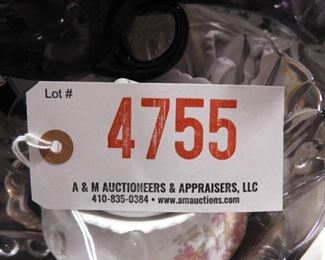 Lot #
4755
A & M AUCTIONEERS & APPRAISERS, LLC
410-835-0384 • www.amauctions.com